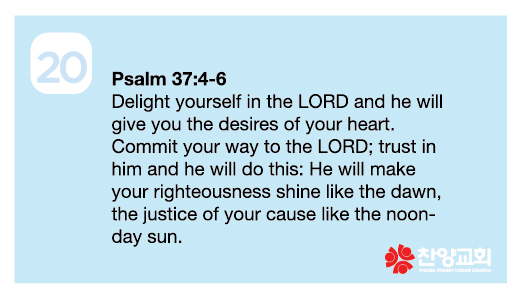 20
Psalm 37:4-6
Delight yourself in the LORD and he will
give you the desires of your heart.
Commit your way to the LORD; trust in
him and he will do this: He will make
your righteousness shine like the dawn,
the justice of your cause like the noon-
day sun.
찬양교회
PRAISE PRESBYTERIAN CHURCH